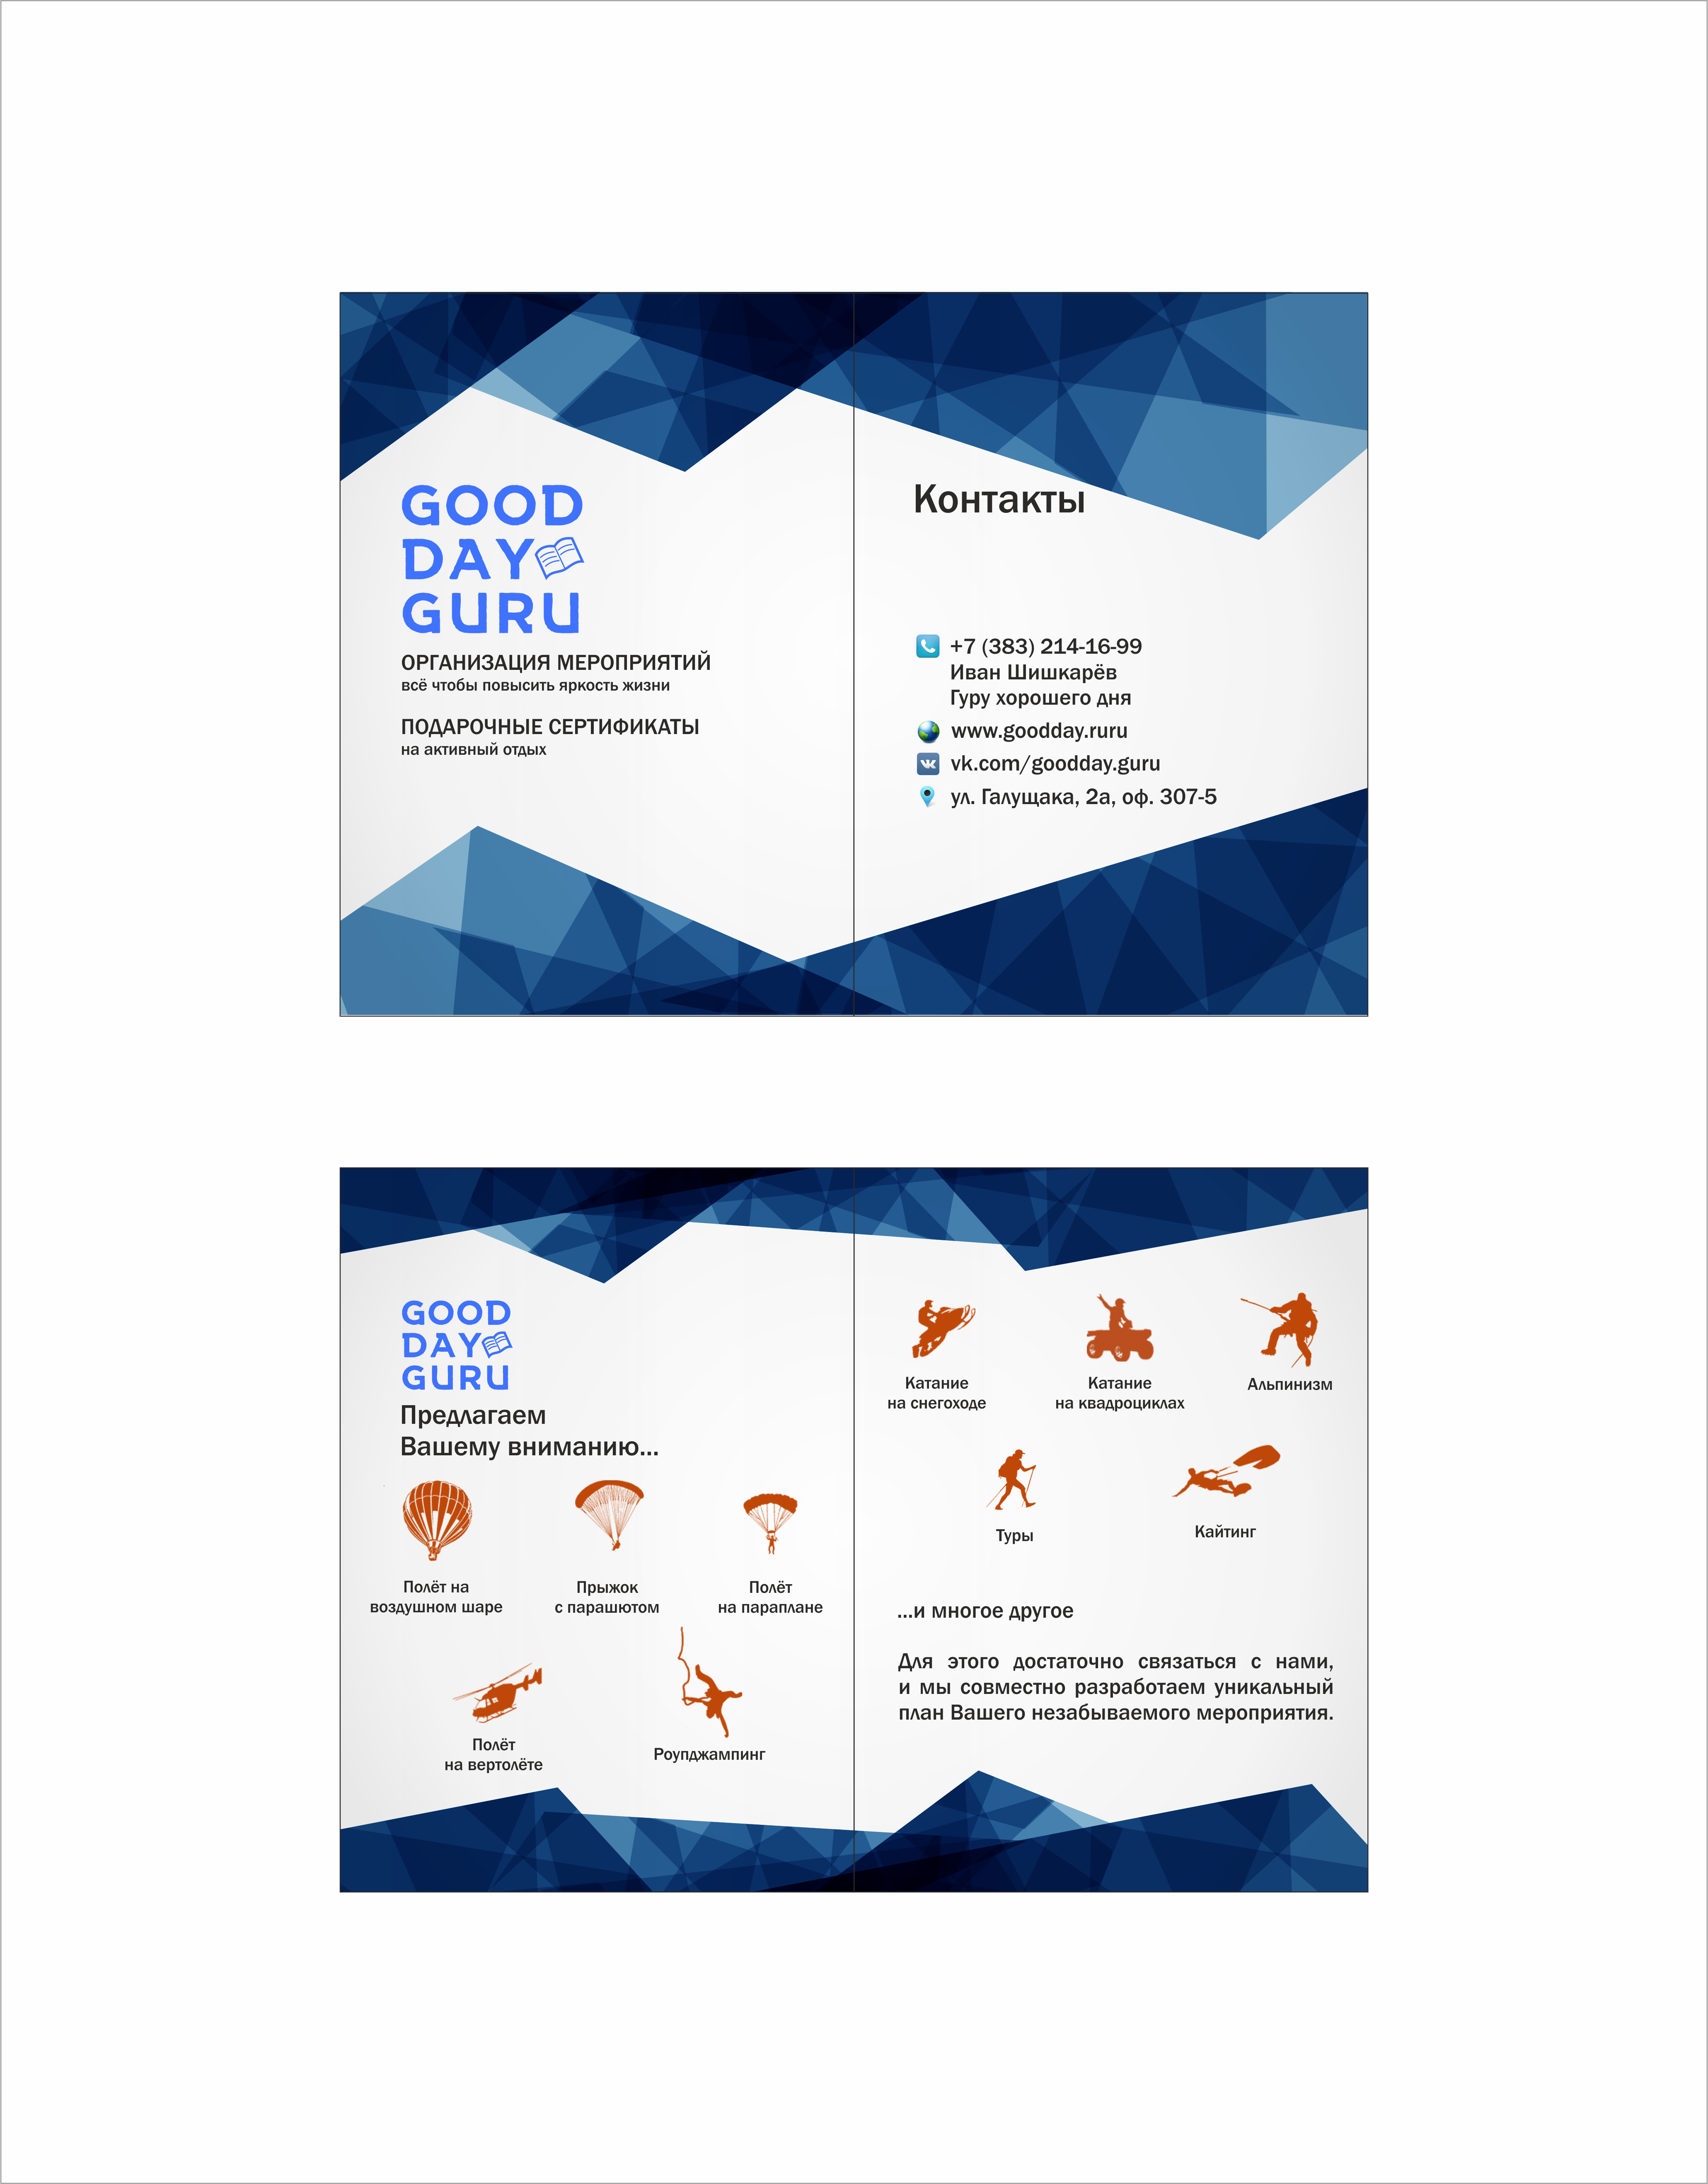 GOOD
DAY
GURU
ОРГАНИЗАЦИЯ МЕРОПРИЯТИЙ
всё чтобы повысить яркость жизни
ПОДАРОЧНЫЕ СЕРТИФИКАТЫ
на активный отдых
Контакты
+7 (383) 214-16-99
Иван Шишкарёв
Гуру хорошего дня
www.goodday.ruru
vk.com/goodday.guru
ул. Галущака, 2а, оф. 307-5
GOOD
DAY
GURU
Предлагаем
Вашему вниманию...
Полёт на
воздушном шаре
Прыжок
с парашютом
Полёт
на параплане
Полёт
на вертолёте
Роупджампинг
Катание
на снегоходе
Катание
на квадроциклах
Альпинизм
Туры
Кайтинг
...и многое другое
Для этого достаточно связаться с нами,
и мы совместно разработаем уникальный
план Вашего незабываемого мероприятия.